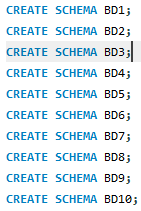 CREATE SCHEMA BD1;
CREATE SCHEMA BD2;
CREATE SCHEMA BD3;
CREATE SCHEMA BD4;
CREATE SCHEMA BD5;
CREATE SCHEMA BD6;
CREATE SCHEMA BD7;
CREATE SCHEMA BD8;
CREATE SCHEMA BD9;
CREATE SCHEMA BD10;